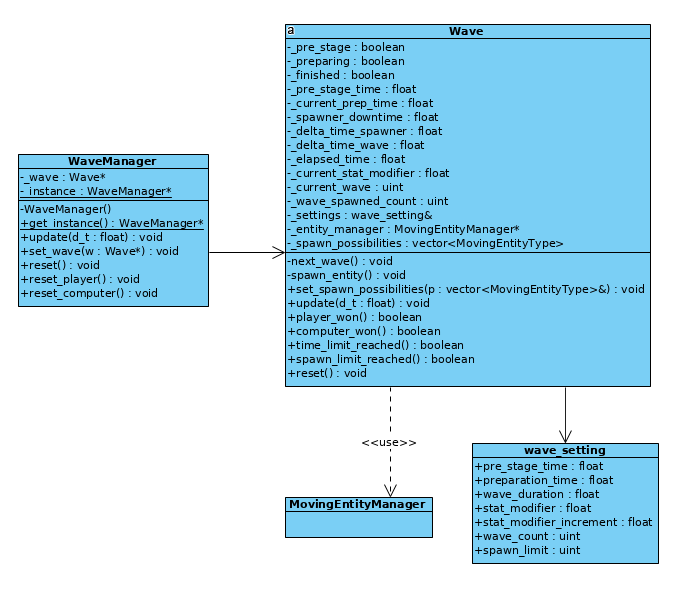 WaveManager
-_wave : Wave*
-_instance : WaveManager*
-WaveManager()
+get_instance() : WaveManager*
+update(d_t : float) : void
+set_wave(w : Wave*) : void
+reset() : void
+reset_player() : void
+reset_computer() : void
a
Wave
-_pre_stage : boolean
-_preparing : boolean
-_finished : boolean
-_pre_stage_time : float
-_current_prep_time : float
-_spawner_downtime : float
-_delta_time_spawner : float
-_delta_time_wave : float
-_elapsed_time : float
-_current_stat_modifier : float
-_current_wave : uint
-_wave_spawned_count : uint
-_settings : wave_setting&
-_entity_manager : MovingEntityManager*
-_spawn_possibilities : vector<MovingEntityType>
-next_wave() : void
-spawn_entity() : void
+set_spawn_possibilities(p : vector<MovingEntityType>&) : void
+update(d_t : float) : void
+player_won() : boolean
+computer_won() : boolean
+time_limit_reached() : boolean
+spawn_limit_reached() : boolean
+reset() : void
<<use>>
MovingEntityManager
wave_setting
+pre_stage_time : float
+preparation_time : float
+wave_duration : float
+stat_modifier : float
+stat_modifier_increment : float
+wave_count : uint
+spawn_limit : uint